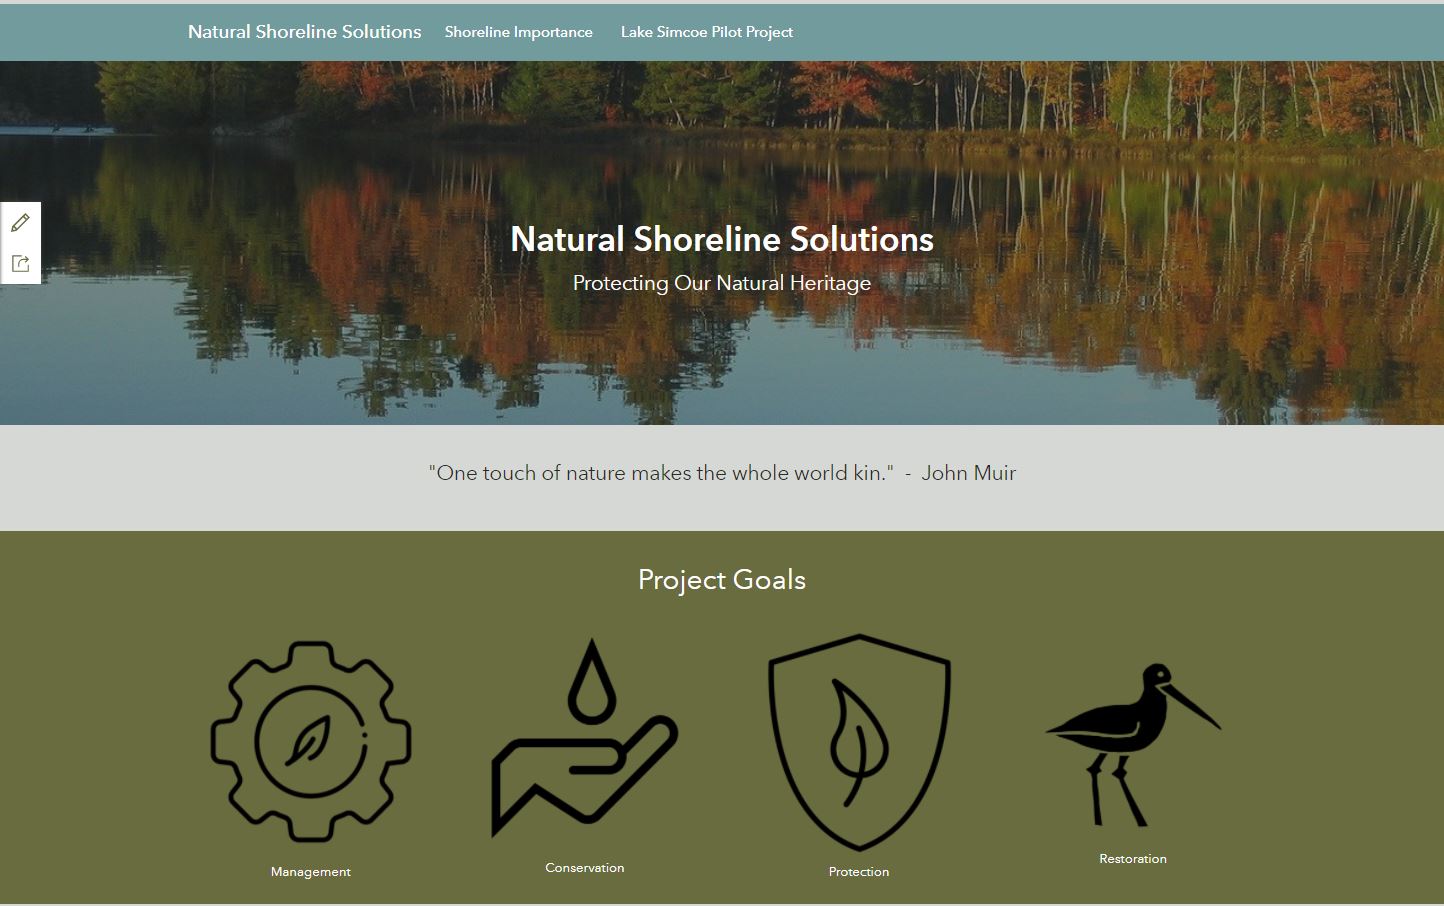 Natural Shoreline Solutions Shoreline Importance Lake Simcoe Pilot Project
Natural Shoreline Solutions
Protecting Our Natural Heritage
"One touch of nature makes the whole world kin." - John Muir
Project Goals
Management
Conservation
Protection
Restoration